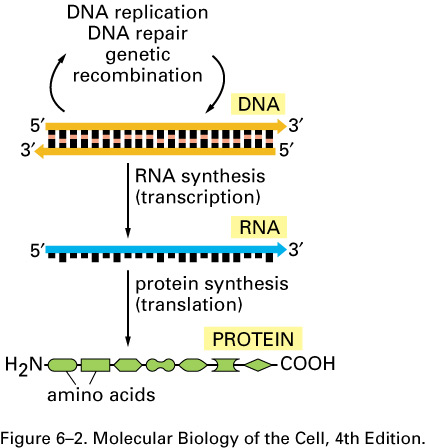 DNA replication
DNA repair
genetic
recombination
DNA
5′ 3′
3′ 5′
RNA synthesis
(transcription)
RNA
5′ 3′
protein synthesis
(translation)
PROTEIN
H₂N COOH
amino acids
Figure 6–2. Molecular Biology of the Cell, 4th Edition.